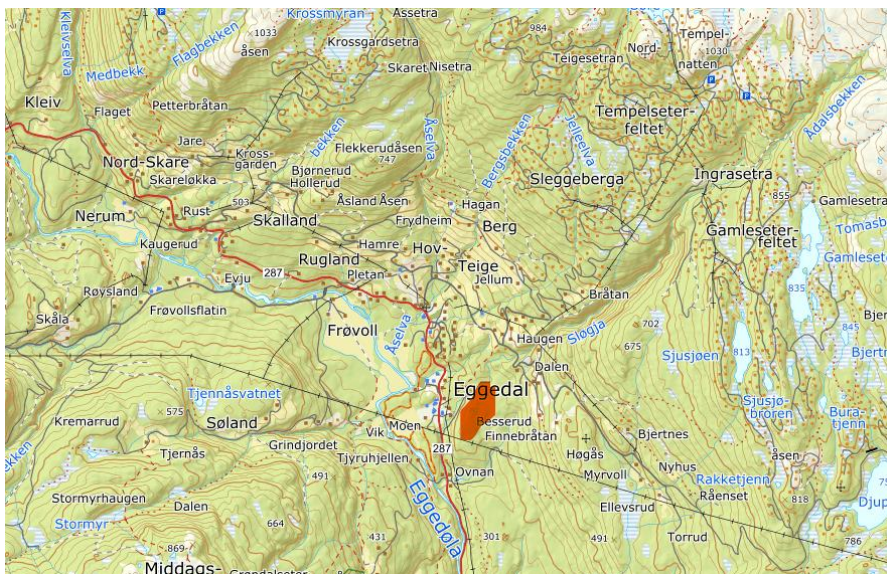 Kleivselva
1033
Krossmyran
Assetra
984
Tempel-
Flagbekken
åsen
Krossgardsetra
Nord-
1030
natten
Medbekk
Skaret
Nisetra
Teigesetran
Kleiv
Flaget
Petterbråtan
Tempelseter-
feltet
Ådalsbekken
bekken
Åselva
Bergsbekken
Jelleelva
Jare
Kross-
garden
Flekkerudåsen
747
Nord-Skare
Skareløkka
Bjørnerud
Hollerud
Sleggeberga
Ingrasetra
Nerum
Rust
503
Åsland
Åsen
Hagan
855
Gamlesetra
Skalland
Frydheim
Berg
Gamleseter-
feltet
Tomasb
Kaugerud
Hamre
Hov-
Rugland
Teige
Gamleset
287
Pletan
Jellum
835
Røysland
Evju
Bråtan
Frøvollsflatin
Bjer
Skåla
Frøvoll
Åselva
Sløgja
702
845
Haugen
675
Sjusjøen
813
Bjertn
Dalen
Tjennåsvatnet
Eggedal
Sjusjø-
broren
Bura-
tjenn
575
Kremarrud
Søland
Besserud
Moen
Vik
Finnebråtan
Bjertnes
Grindjordet
287
Tjernås
Tjyruhjellen
Høgås
Nyhus
åsen
Ovnan
Myrvoll
Rakketjenn
491
Råenset
818
Stormyrhaugen
Eggedøla
Ellevsrud
Djup
Dalen
Stormyr
664
431
301
491
Torrud
786
869
Middags-
Grøndalseter